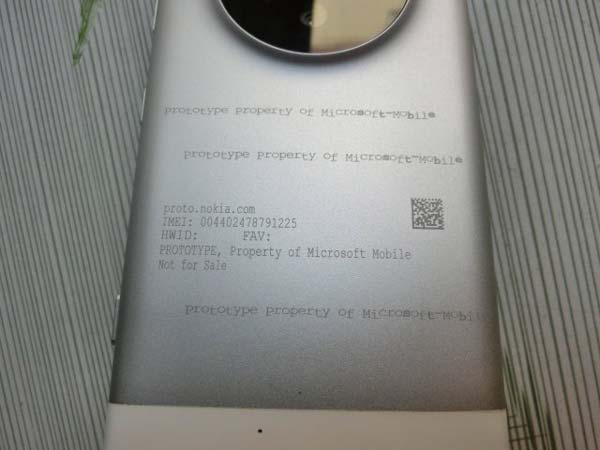 Prototype Property of Microsoft-Mobile
Prototype Property of Microsoft-Mobile
proto.nokia.com
IMEI: 004402478791225
HWID: FAV:
PROTOTYPE, Property of Microsoft Mobile
Not for Sale
Prototype Property of Microsoft-Mobil